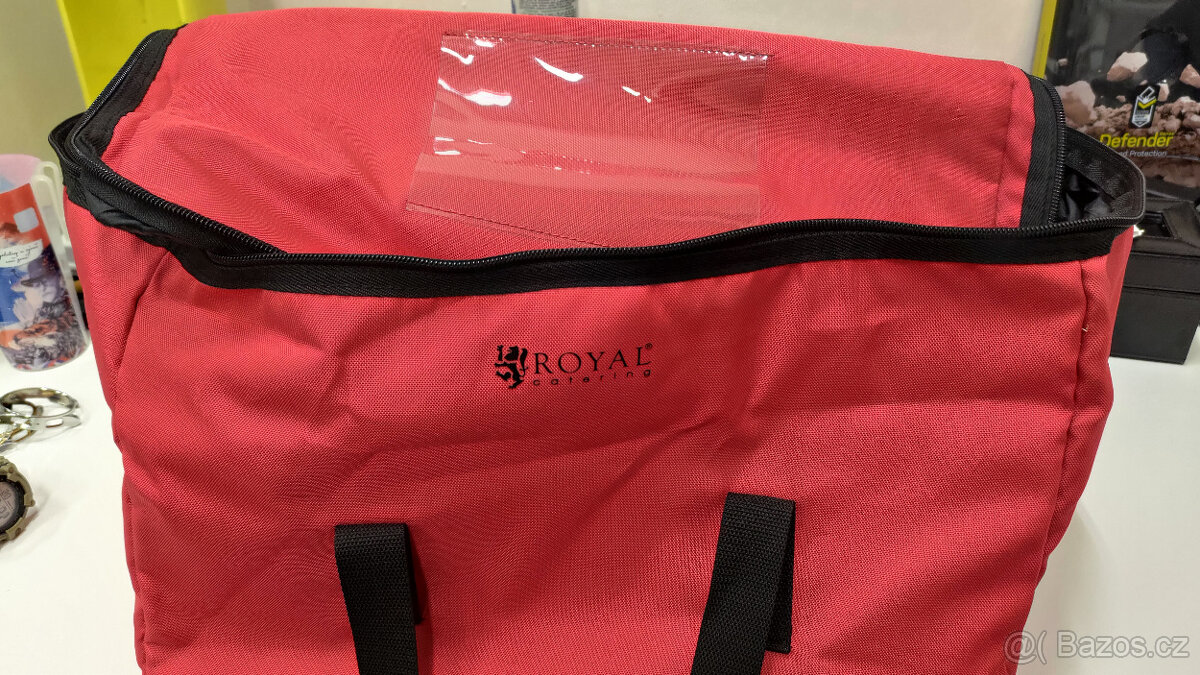 Defender
ROYAL®
catering
@( Bazos.cz